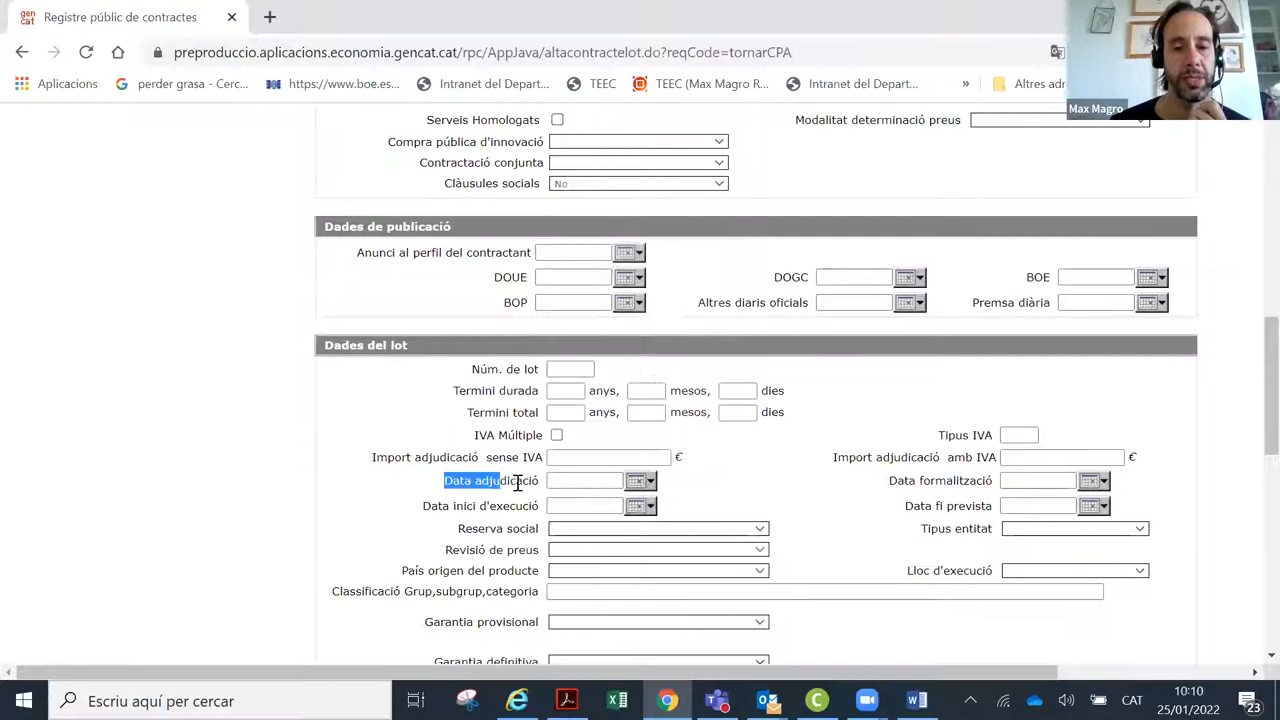 gen
cat
Registre públic de contractes
preproduccio.aplicacions.economia.gencat.cat/rpc/AppJava/altacontractelot.do?reqCode=tornarCPA
Aplicacions
perder grasa - Cerc...
https://www.boe.es...
Intranet del Depart...
TEEC
TEEC (Max Magro R...
Intranet del Depart...
»
Altres adr
Max Magro
Serveis Homologats
Modalitat determinació preus
Compra pública d'innovació
Contractació conjunta
Clàusules socials No
Dades de publicació
Anunci al perfil del contractant
DOUE DOGC BOE
BOP Altres diaris oficials Premsa diària
Dades del lot
Núm. de lot
Termini durada anys, mesos, dies
Termini total anys, mesos, dies
IVA Múltiple Tipus IVA
Import adjudicació sense IVA € Import adjudicació amb IVA €
Data adjudicació Data formalització
Data inici d'execució Data fi prevista
Reserva social Tipus entitat
Revisió de preus
País origen del producte Lloc d'execució
Classificació Grup,subgrup,categoria
Garantia provisional
Garantia definitiva
Escriu aquí per cercar
CAT
10:10
25/01/2022
23